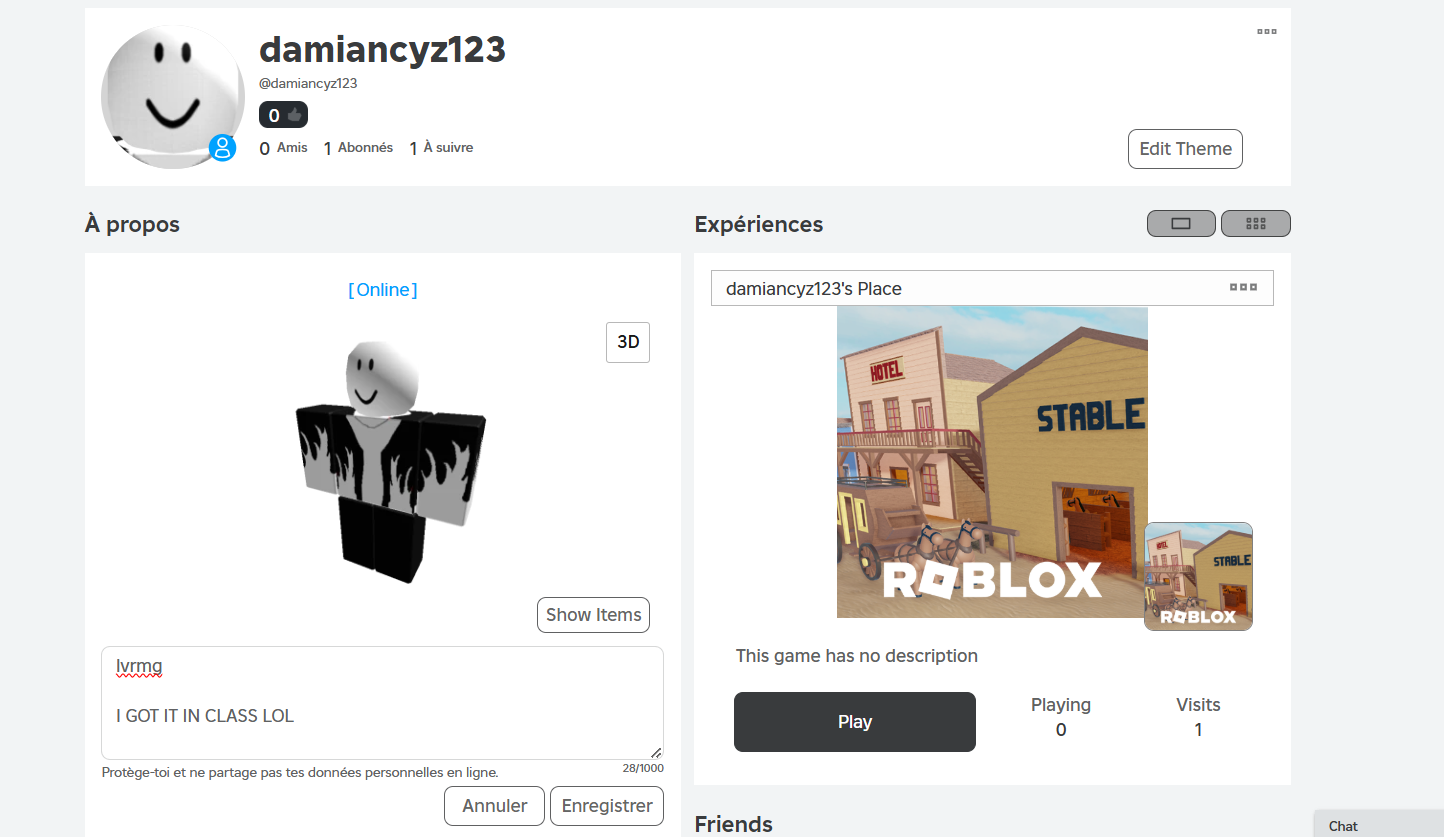 damiancyz123
@damiancyz123
0
0 Amis 1 Abonnés 1 À suivre
Edit Theme
À propos
[Online]
3D
Show Items
lvrmg
I GOT IT IN CLASS LOL
28/1000
Protège-toi et ne partage pas tes données personnelles en ligne.
Annuler Enregistrer
Expériences
damiancyz123's Place
HOTEL
STABLE
ROBLOX
HOTEL
STABLE
ROBLOX
This game has no description
Play
Playing
0
Visits
1
Friends
Chat